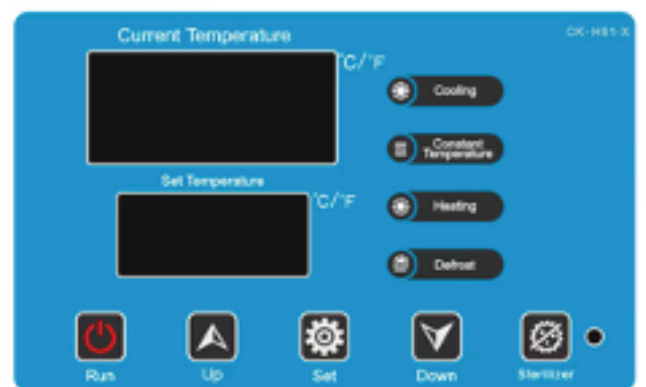 Current Temperature
CK-H91-X
°C/°F
Cooling
Constant
Temperature
Set Temperature
°C/°F
Heating
Defrost
Run
Up
Set
Down
Sterilizer